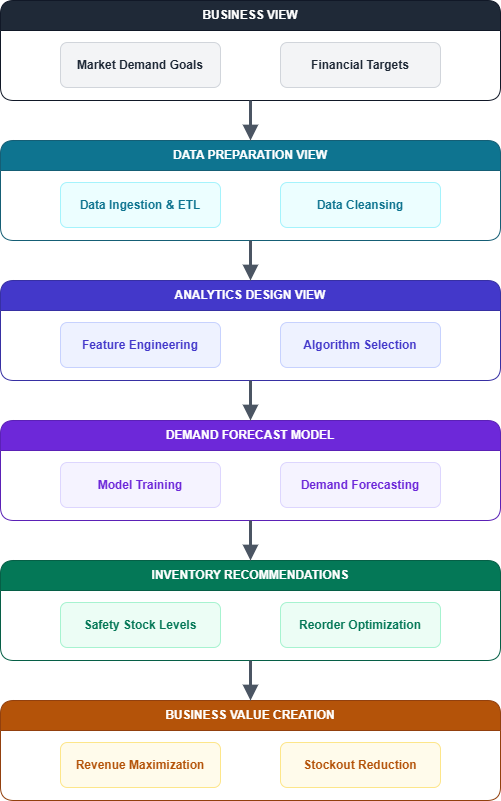 BUSINESS VIEW
Market Demand Goals
Financial Targets
DATA PREPARATION VIEW
Data Ingestion & ETL
Data Cleansing
ANALYTICS DESIGN VIEW
Feature Engineering
Algorithm Selection
DEMAND FORECAST MODEL
Model Training
Demand Forecasting
INVENTORY RECOMMENDATIONS
Safety Stock Levels
Reorder Optimization
BUSINESS VALUE CREATION
Revenue Maximization
Stockout Reduction